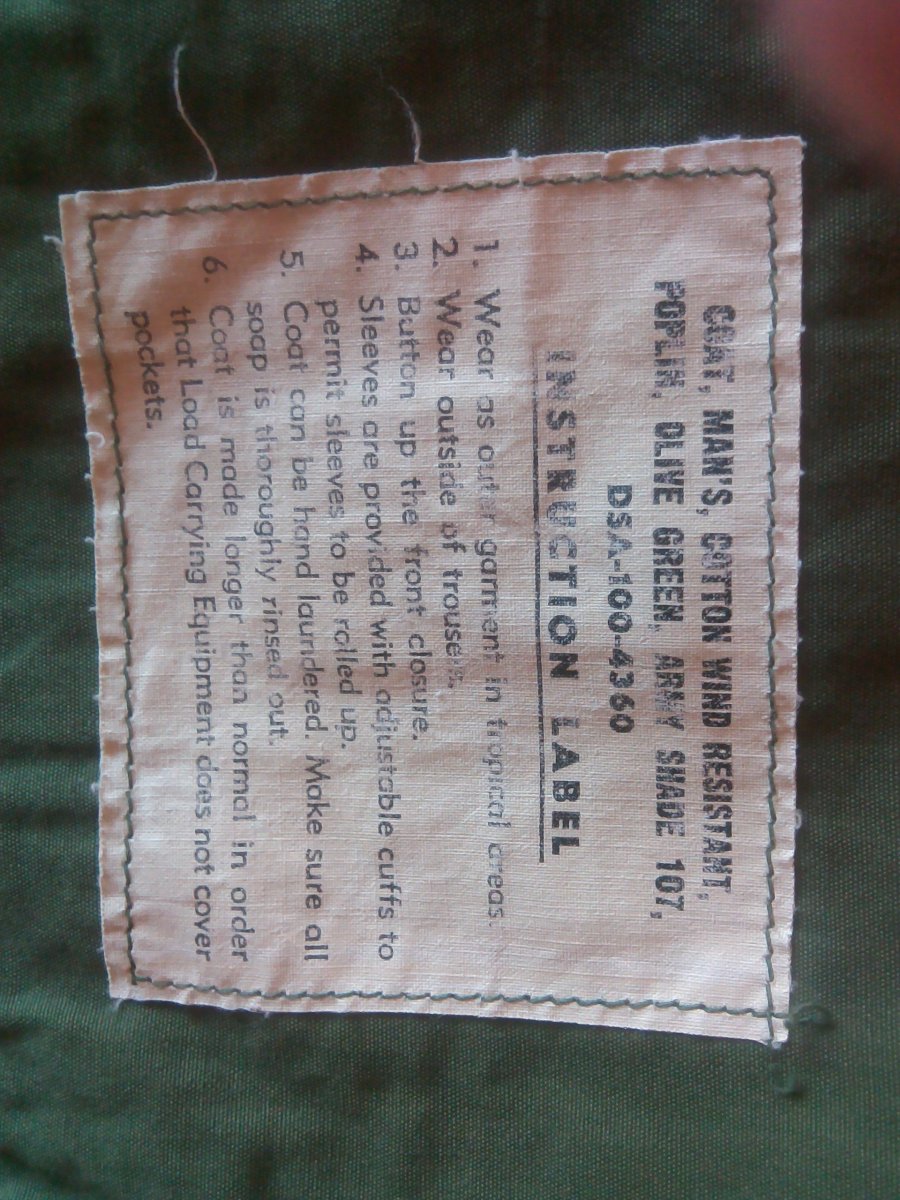 COAT, MAN'S, COTTON WIND RESISTANT,
POPLIN, OLIVE GREEN, ARMY SHADE 107,
DSA-100-4360
INSTRUCTION LABEL
1. Wear as outer garment in tropical areas.
2. Wear outside of trousers.
3. Button up the front closure.
4. Sleeves are provided with adjustable cuffs to
permit sleeves to be rolled up.
5. Coat can be hand laundered. Make sure all
soap is thoroughly rinsed out.
6. Coat is made longer than normal in order
that Load Carrying Equipment does not cover
pockets.